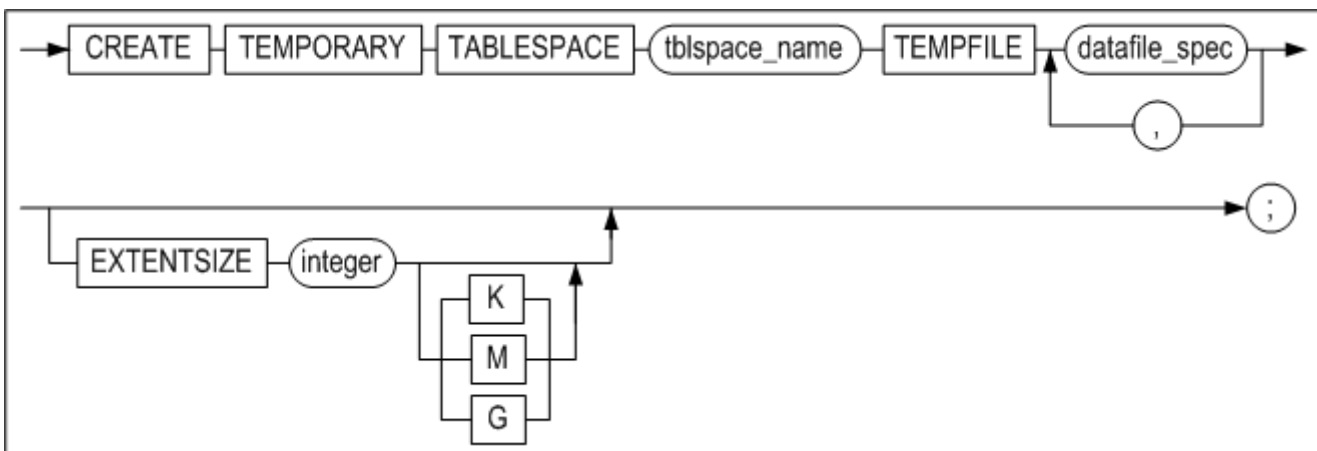 CREATE TEMPORARY TABLESPACE tblspace_name TEMPFILE datafile_spec
,
;
EXTENTSIZE integer
K
M
G